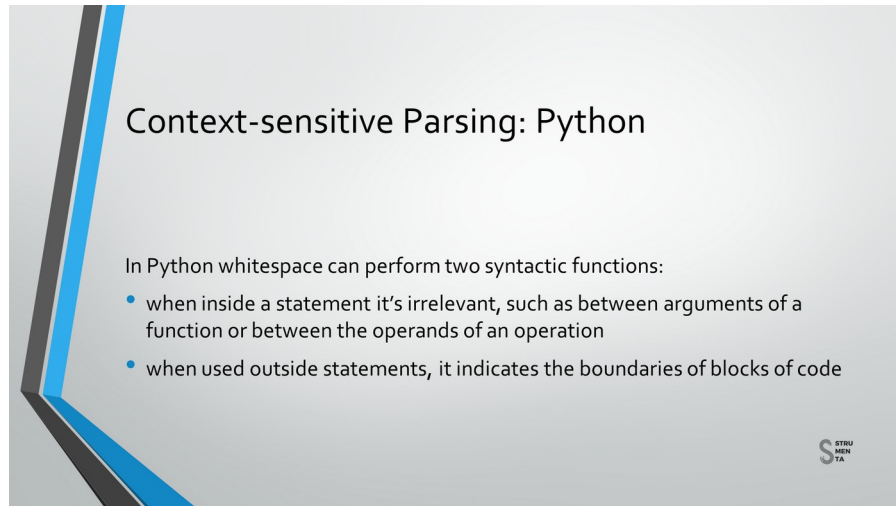 Context-sensitive Parsing: Python
In Python whitespace can perform two syntactic functions:
• when inside a statement it's irrelevant, such as between arguments of a
function or between the operands of an operation
• when used outside statements, it indicates the boundaries of blocks of code
STRU
MEN
TA